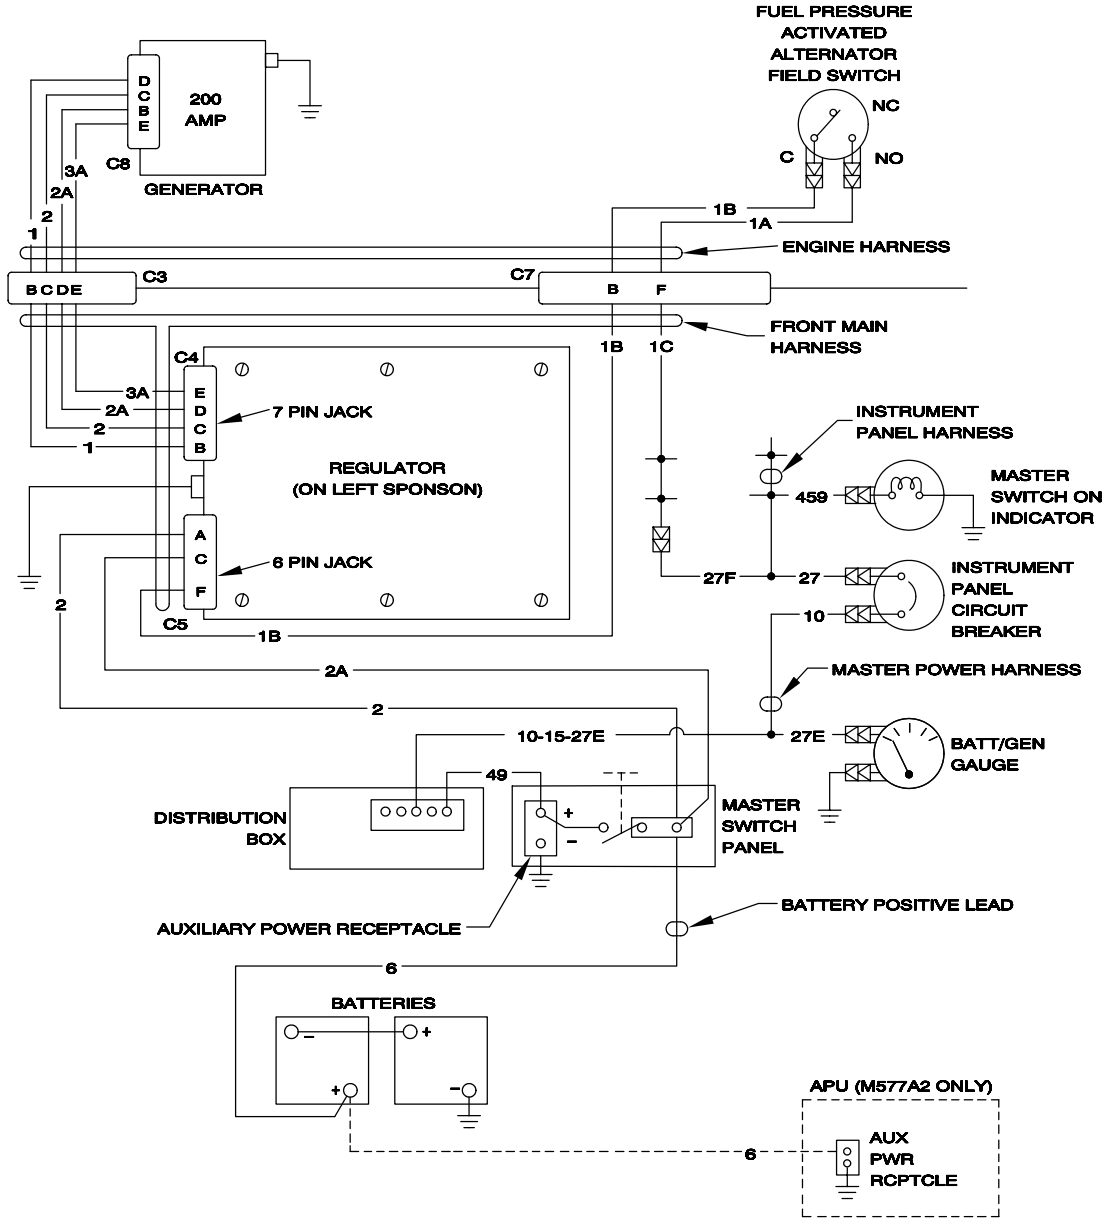 FUEL PRESSURE
ACTIVATED
ALTERNATOR
FIELD SWITCH
NC
C
NO
D
C
B
E
200
AMP
C8
GENERATOR
3A
2A
2
1
1B
1A
ENGINE HARNESS
C3
C7
B C D E
B
F
FRONT MAIN
HARNESS
1B
1C
C4
3A
2A
2
1
E
D
C
B
7 PIN JACK
REGULATOR
(ON LEFT SPONSON)
A
C
F
6 PIN JACK
C5
2
1B
INSTRUMENT
PANEL HARNESS
459
MASTER
SWITCH ON
INDICATOR
27F
27
10
INSTRUMENT
PANEL
CIRCUIT
BREAKER
2A
MASTER POWER HARNESS
2
10-15-27E
27E
BATT/GEN
GAUGE
49
DISTRIBUTION
BOX
+
-
MASTER
SWITCH
PANEL
AUXILIARY POWER RECEPTACLE
BATTERY POSITIVE LEAD
6
BATTERIES
-
+
+
-
APU (M577A2 ONLY)
6
AUX
PWR
RCPTCLE